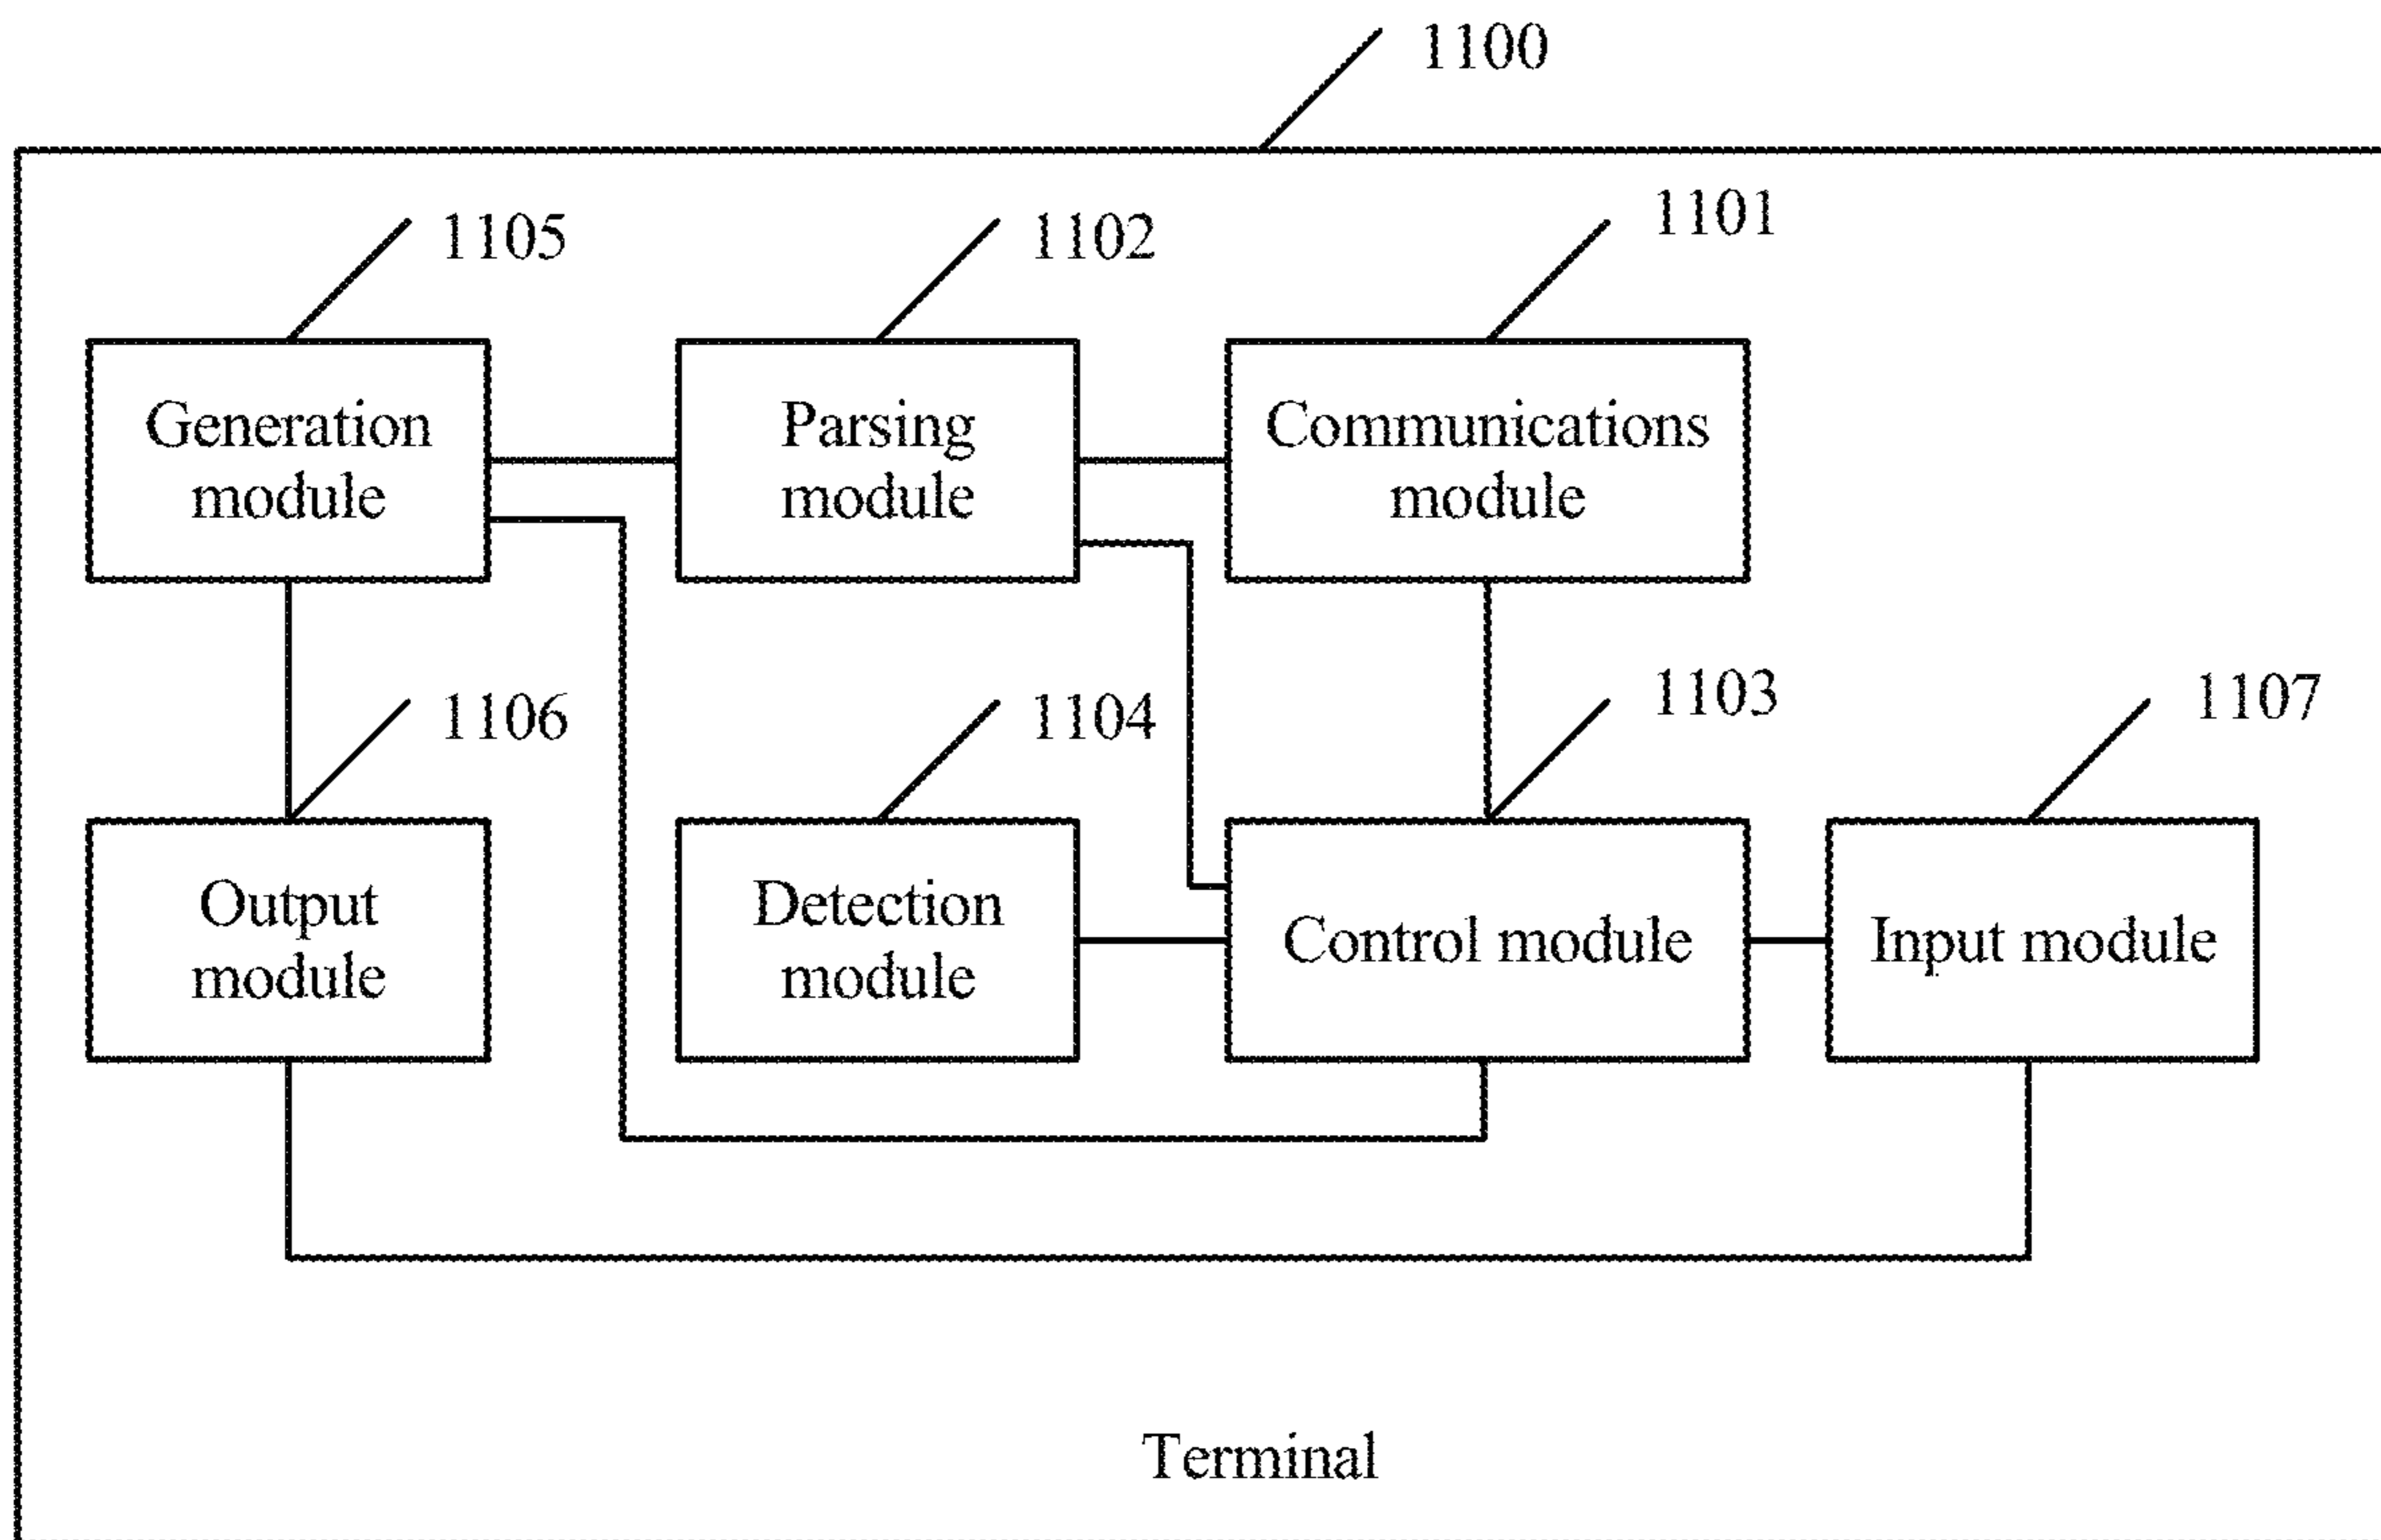 1100
1105
1102
1101
Generation
module
Parsing
module
Communications
module
1106
1104
1103
1107
Output
module
Detection
module
Control module
Input module
Terminal